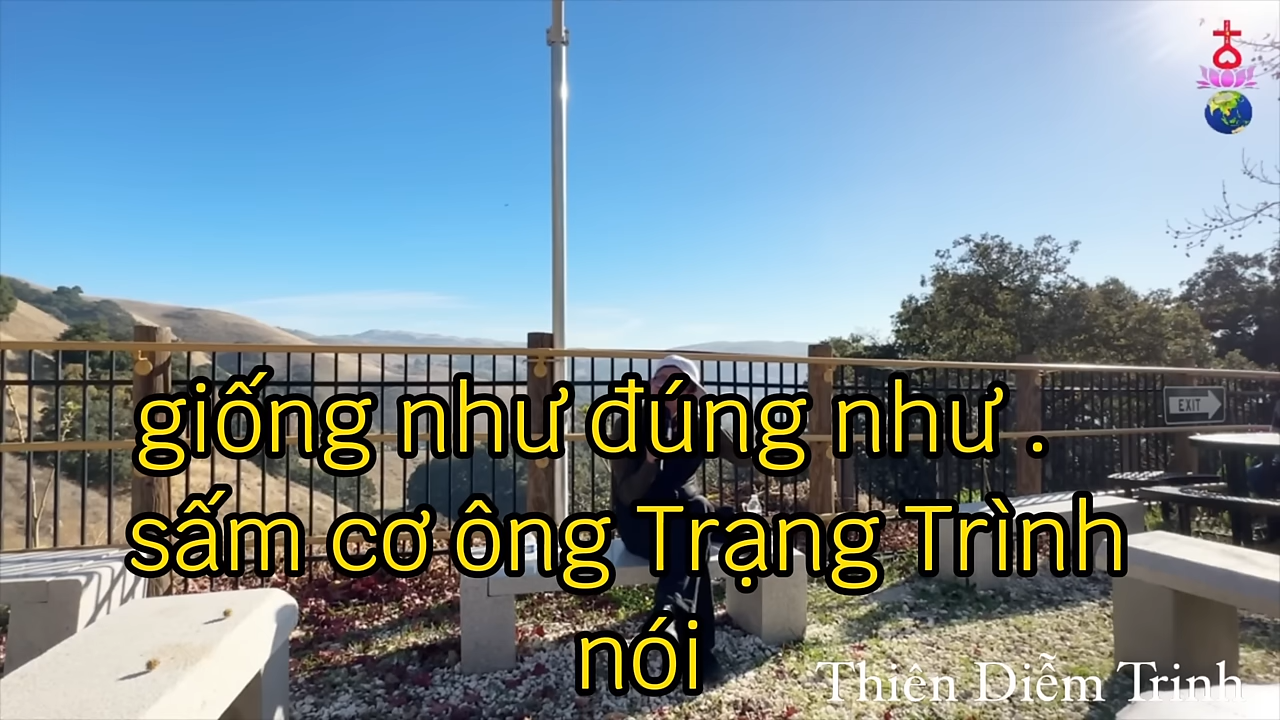 EXIT
giống như đúng như .
sấm cơ ông Trạng Trình
nói
Thiên Diễm Trinh